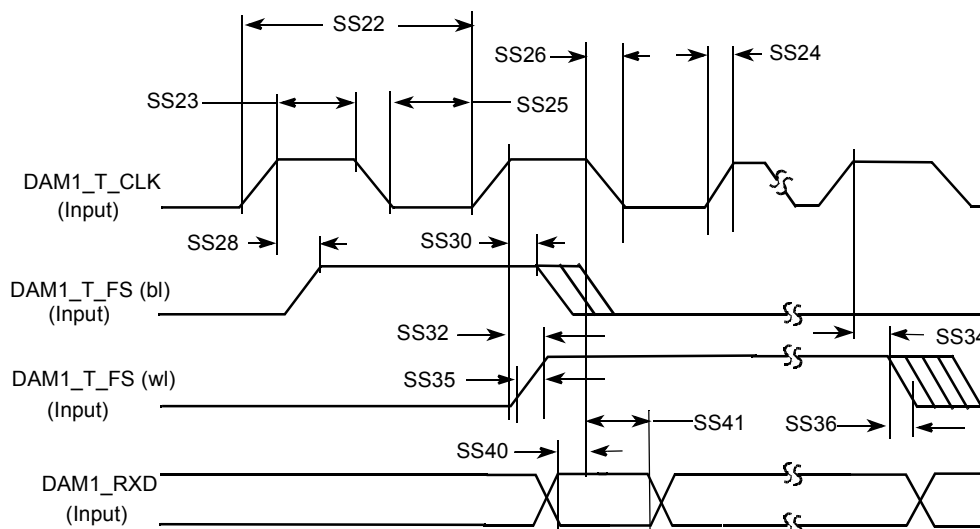 SS22
SS26
SS24
SS23
SS25
DAM1_T_CLK
(Input)
SS28
SS30
DAM1_T_FS (bl)
(Input)
SS32
SS34
SS35
DAM1_T_FS (wl)
(Input)
SS41
SS36
SS40
DAM1_RXD
(Input)